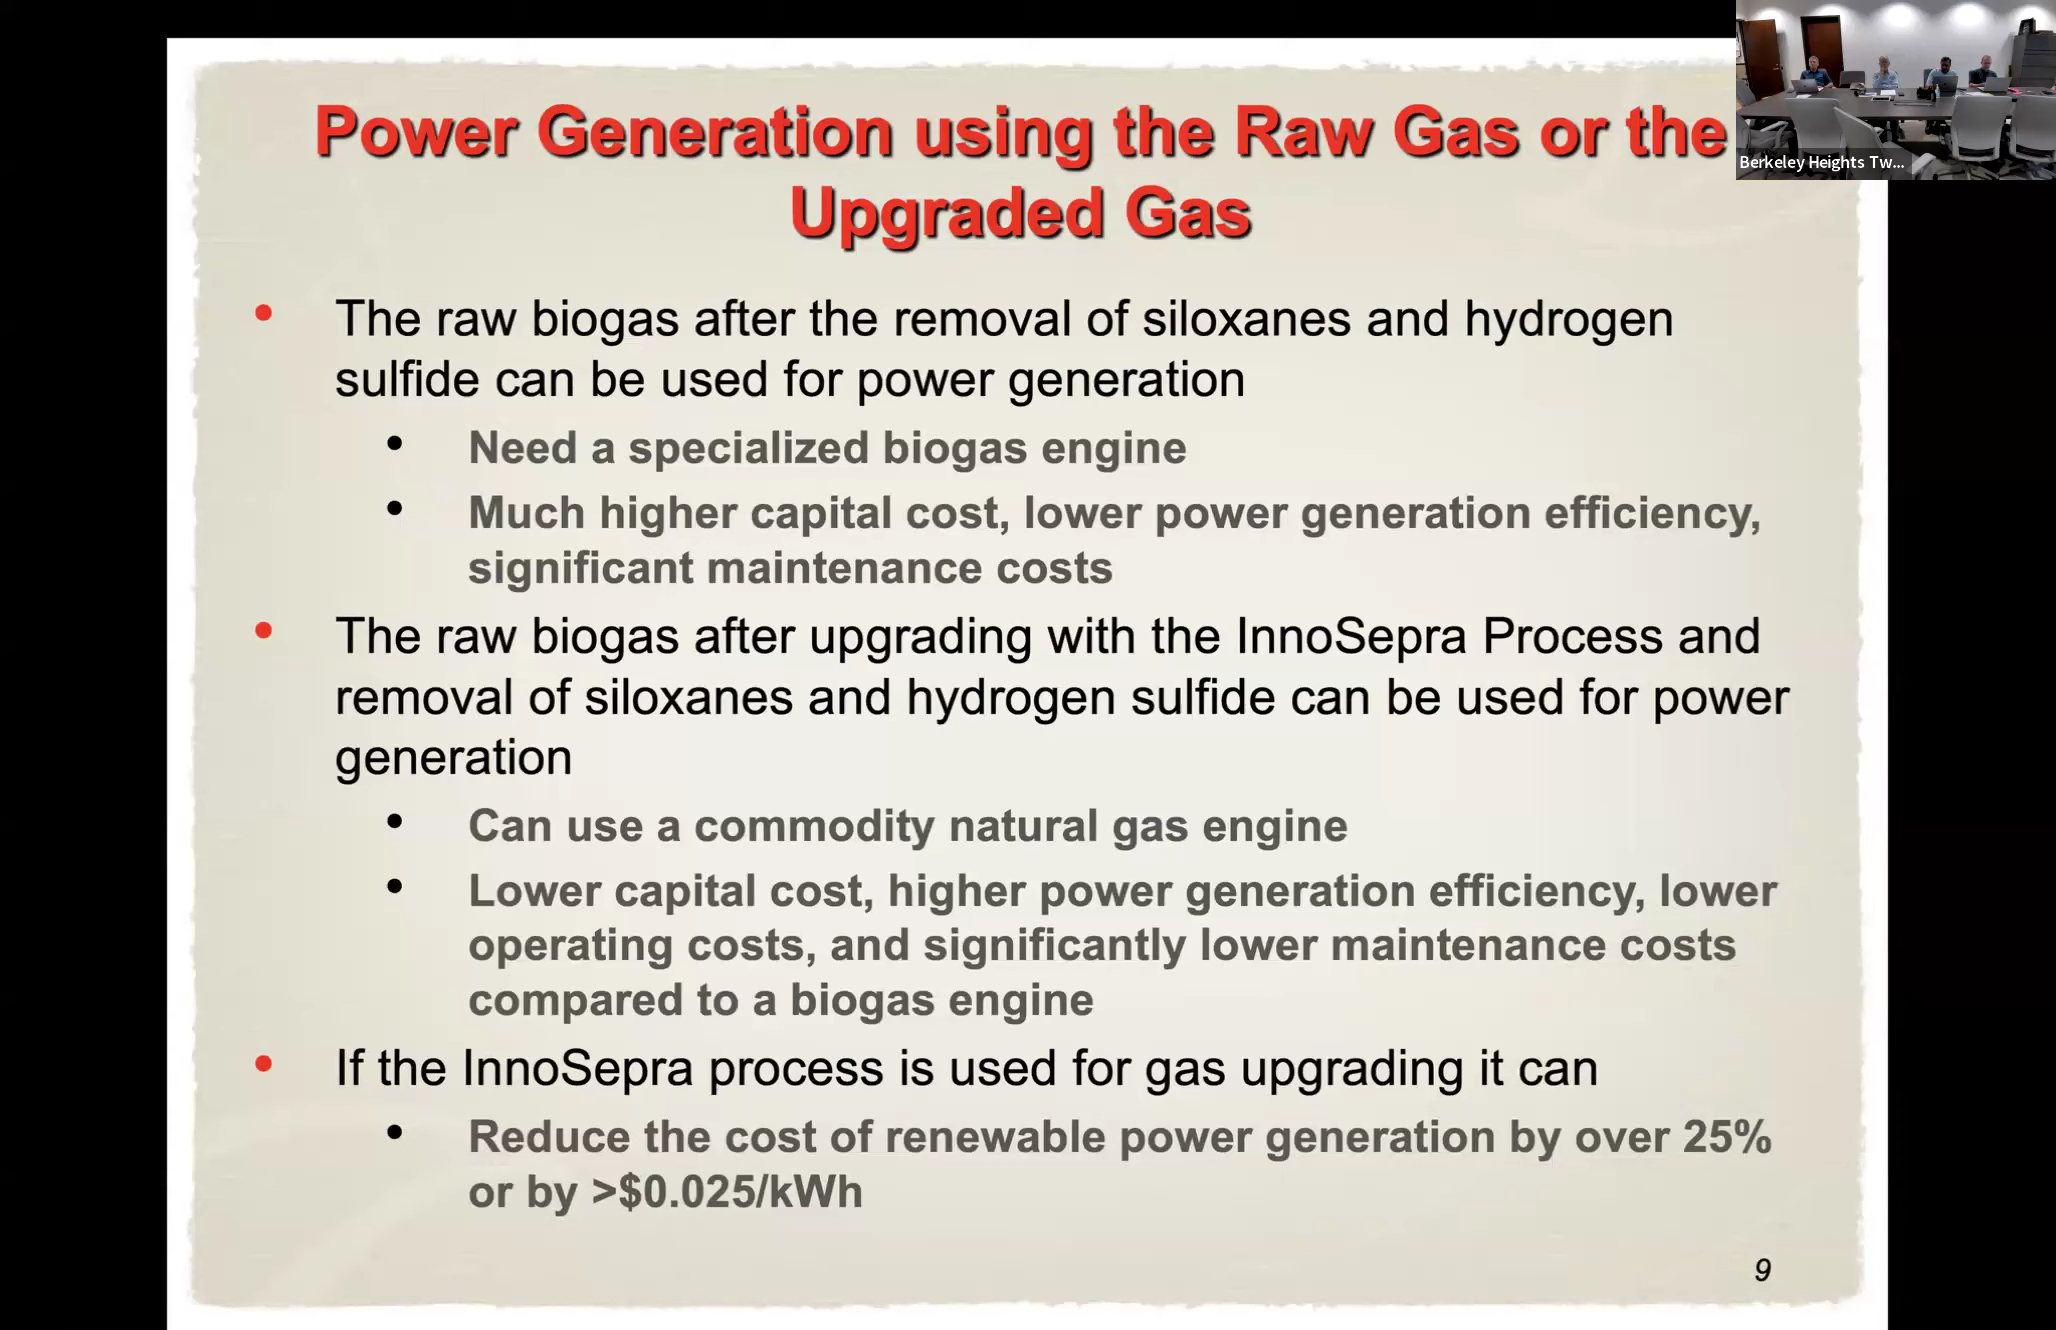 Power Generation using the Raw Gas or the
Upgraded Gas
Berkeley Heights Tw...
• The raw biogas after the removal of siloxanes and hydrogen
sulfide can be used for power generation
• Need a specialized biogas engine
• Much higher capital cost, lower power generation efficiency,
significant maintenance costs
• The raw biogas after upgrading with the InnoSepra Process and
removal of siloxanes and hydrogen sulfide can be used for power
generation
• Can use a commodity natural gas engine
• Lower capital cost, higher power generation efficiency, lower
operating costs, and significantly lower maintenance costs
compared to a biogas engine
• If the InnoSepra process is used for gas upgrading it can
• Reduce the cost of renewable power generation by over 25%
or by >$0.025/kWh
9